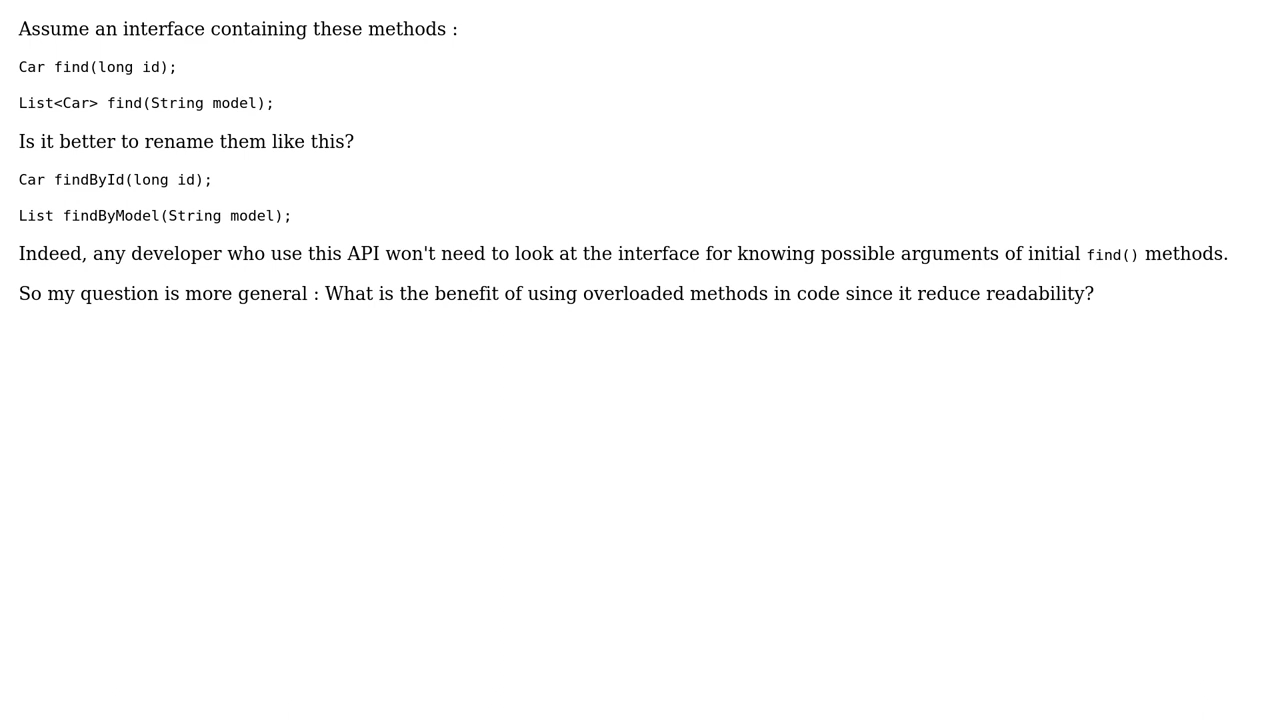 Assume an interface containing these methods :
Car find(long id);
List<Car> find(String model);
Is it better to rename them like this?
Car findById(long id);
List findByModel(String model);
Indeed, any developer who use this API won't need to look at the interface for knowing possible arguments of initial find() methods.
So my question is more general : What is the benefit of using overloaded methods in code since it reduce readability?